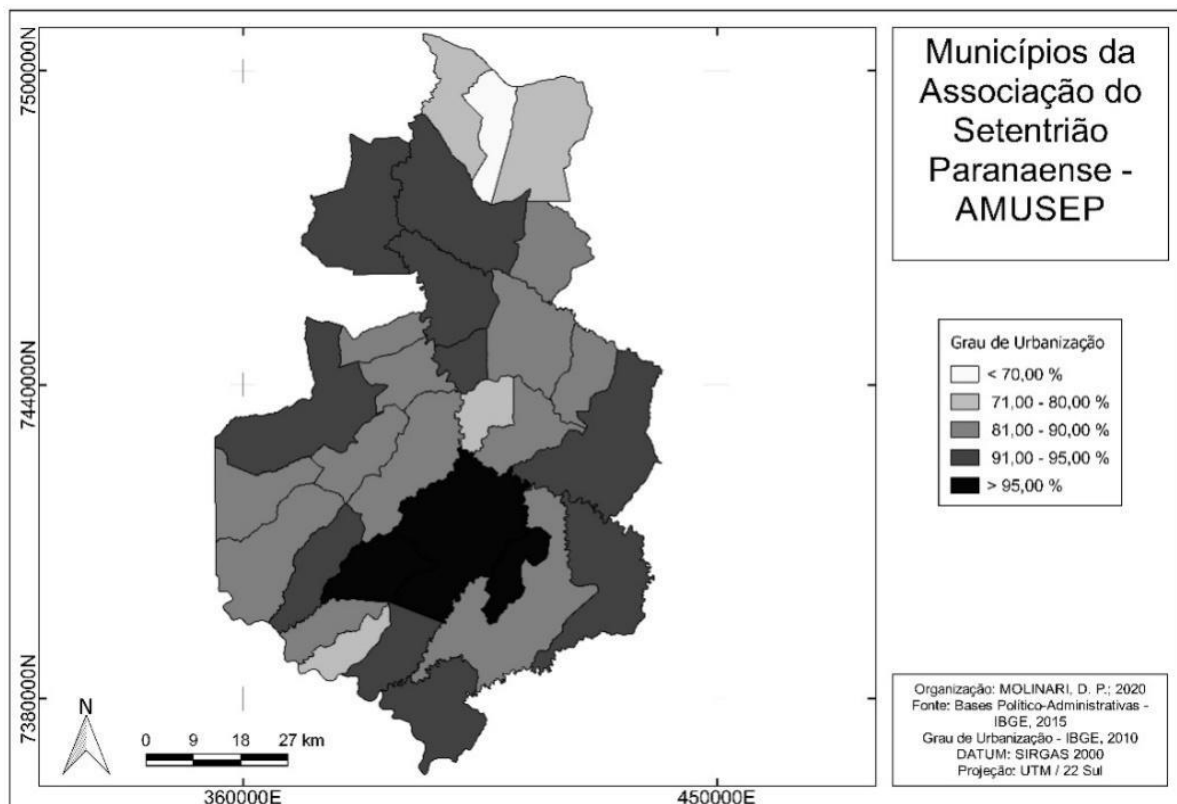 Municípios da
Associação do
Setentrião
Paranaense -
AMUSEP
7500000N
7440000N
7380000N
360000E
450000E
Grau de Urbanização
< 70,00 %
71,00 - 80,00 %
81,00 - 90,00 %
91,00 - 95,00 %
> 95,00 %
N
0 9 18 27 km
Organização: MOLINARI, D. P.; 2020
Fonte: Bases Político-Administrativas -
IBGE, 2015
Grau de Urbanização - IBGE, 2010
DATUM: SIRGAS 2000
Projeção: UTM / 22 Sul